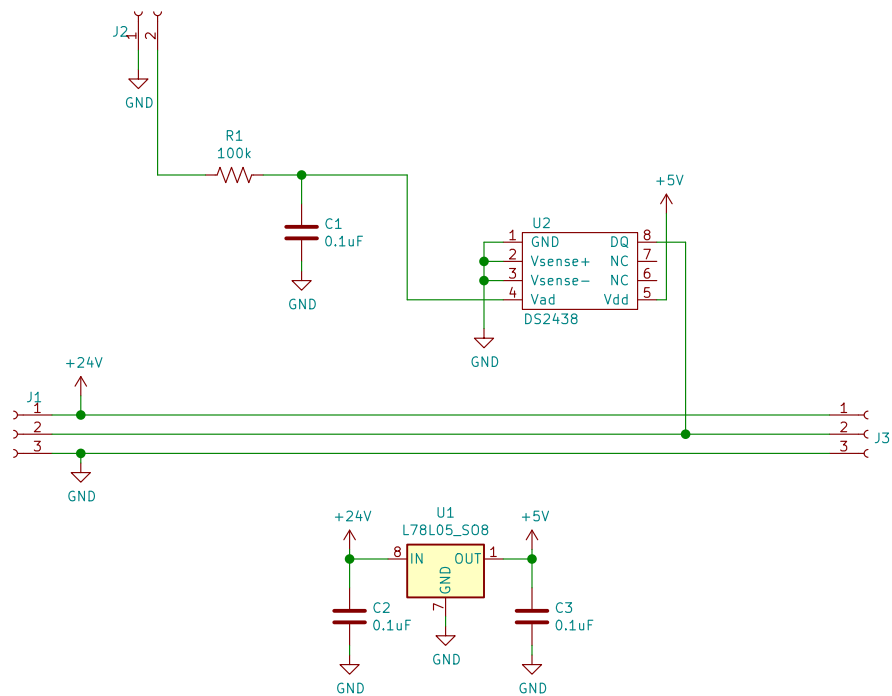 J2
1
2
GND
R1
100k
C1
0.1uF
GND
+5V
U2
1 GND DQ 8
2 Vsense+ NC 7
3 Vsense- NC 6
4 Vad Vdd 5
DS2438
GND
+24V
J1
1 1
2 2
J3
3 3
GND
U1
L78L05_SO8
+24V
+5V
8 IN OUT 1
GND
7
C2
0.1uF
C3
0.1uF
GND
GND
GND